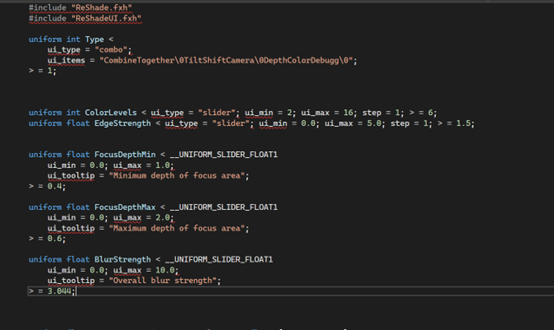 #include "ReShade.fxh"
#include "ReShadeUI.fxh"
uniform int Type <
ui_type = "combo";
ui_items = "CombineTogether\0TiltShiftCamera\0DepthColorDebugg\0";
> = 1;
uniform int ColorLevels < ui_type = "slider"; ui_min = 2; ui_max = 16; step = 1; > = 6;
uniform float EdgeStrength < ui_type = "slider"; ui_min = 0.0; ui_max = 5.0; step = 1; > = 1.5;
uniform float FocusDepthMin < __UNIFORM_SLIDER_FLOAT1
ui_min = 0.0; ui_max = 1.0;
ui_tooltip = "Minimum depth of focus area";
> = 0.4;
uniform float FocusDepthMax < __UNIFORM_SLIDER_FLOAT1
ui_min = 0.0; ui_max = 2.0;
ui_tooltip = "Maximum depth of focus area";
> = 0.6;
uniform float BlurStrength < __UNIFORM_SLIDER_FLOAT1
ui_min = 0.0; ui_max = 10.0;
ui_tooltip = "Overall blur strength";
> = 3.044;